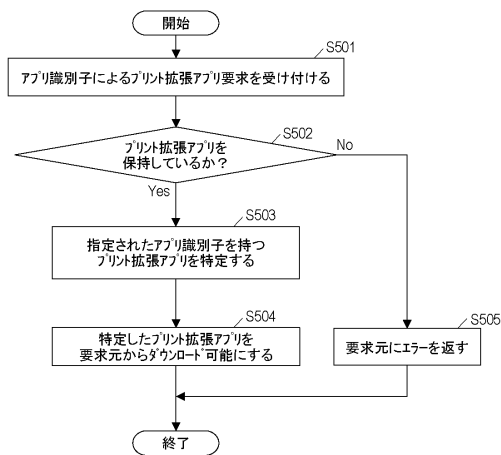 開始
S501
アプリ識別子によるプリント拡張アプリ要求を受け付ける
S502
プリント拡張アプリを
保持しているか？
No
Yes
S503
指定されたアプリ識別子を持つ
プリント拡張アプリを特定する
S504
特定したプリント拡張アプリを
要求元からダウンロード可能にする
S505
要求元にエラーを返す
終了